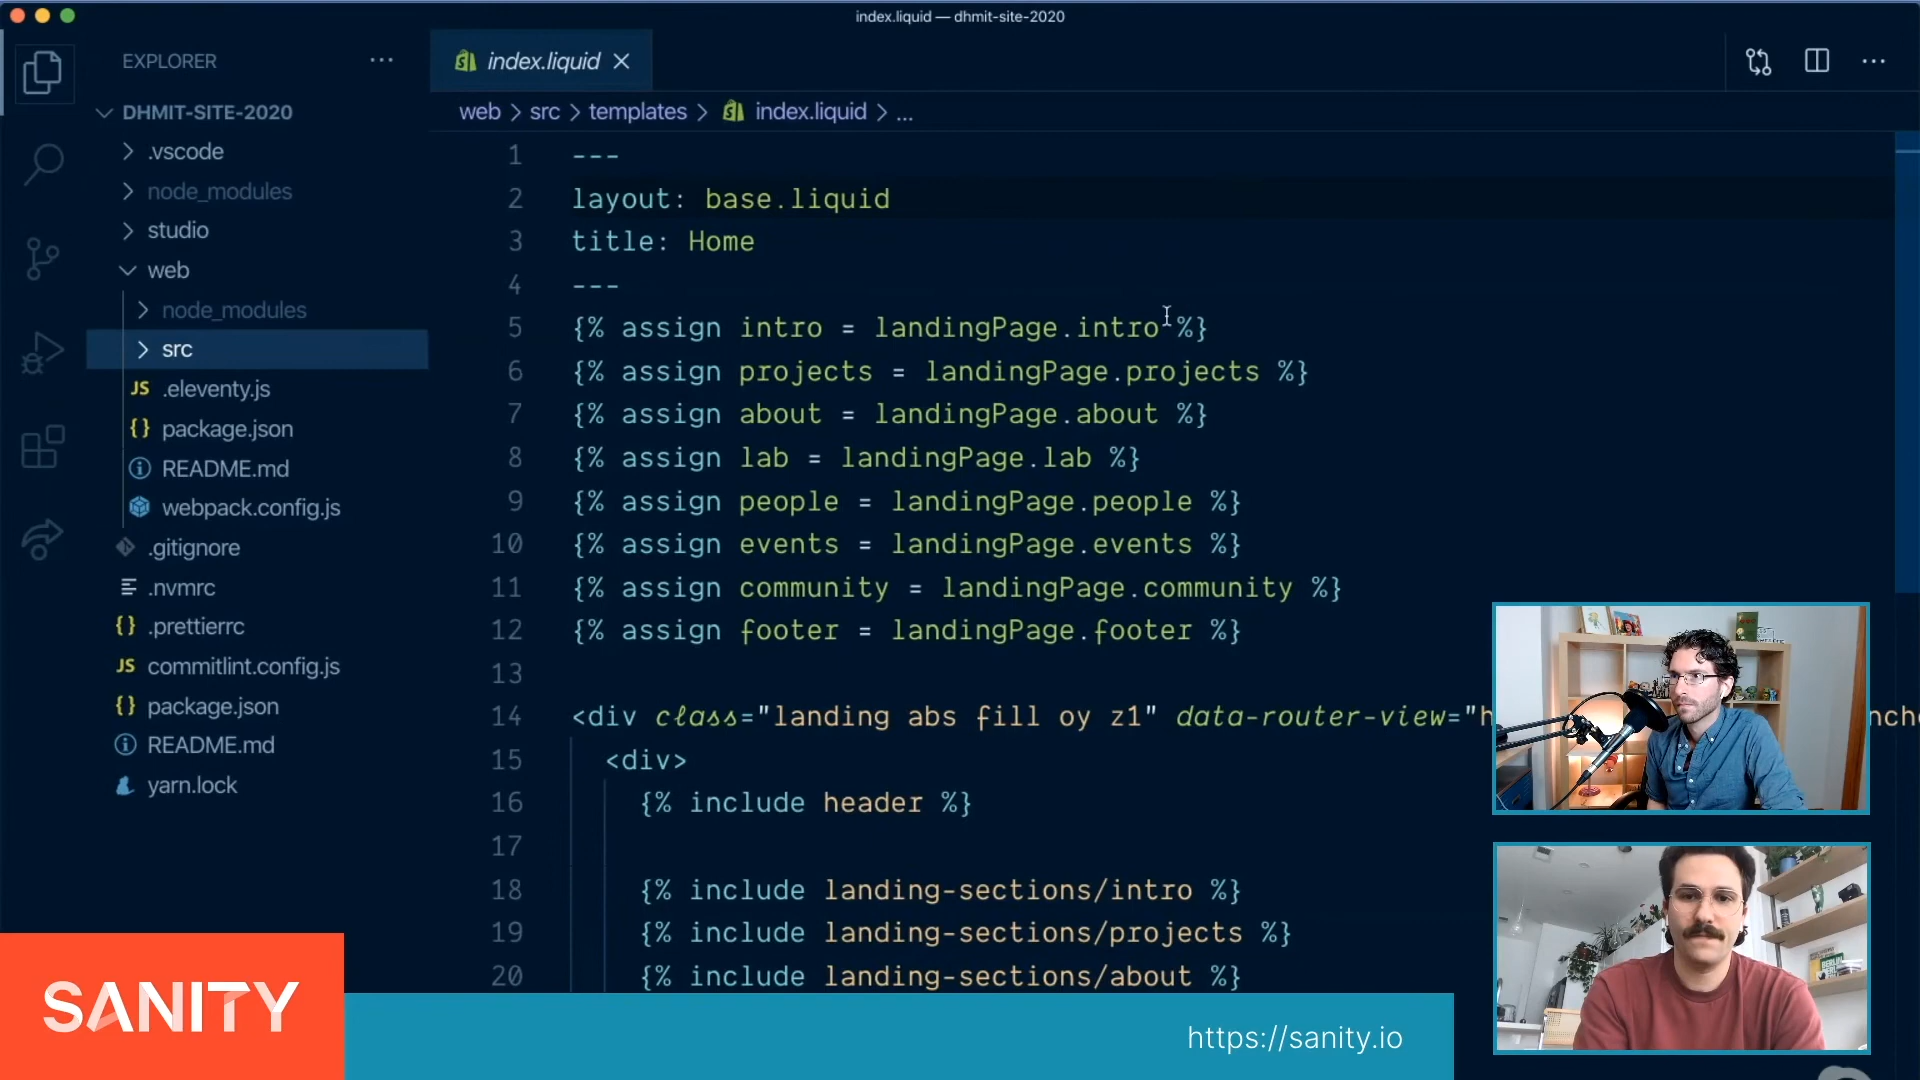 index.liquid — dhmit-site-2020
EXPLORER
DHMIT-SITE-2020
.vscode
node_modules
studio
web
node_modules
src
JS .eleventy.js
{} package.json
README.md
webpack.config.js
.gitignore
.nvmrc
{} .prettierrc
JS commitlint.config.js
{} package.json
README.md
yarn.lock
index.liquid
web > src > templates > index.liquid > ...
1 ---
2 layout: base.liquid
3 title: Home
4 ---
5 {% assign intro = landingPage.intro %}
6 {% assign projects = landingPage.projects %}
7 {% assign about = landingPage.about %}
8 {% assign lab = landingPage.lab %}
9 {% assign people = landingPage.people %}
10 {% assign events = landingPage.events %}
11 {% assign community = landingPage.community %}
12 {% assign footer = landingPage.footer %}
13
14 <div class="landing abs fill oy z1" data-router-view="h
15 <div>
16 {% include header %}
17
18 {% include landing-sections/intro %}
19 {% include landing-sections/projects %}
20 {% include landing-sections/about %}
SANITY
https://sanity.io